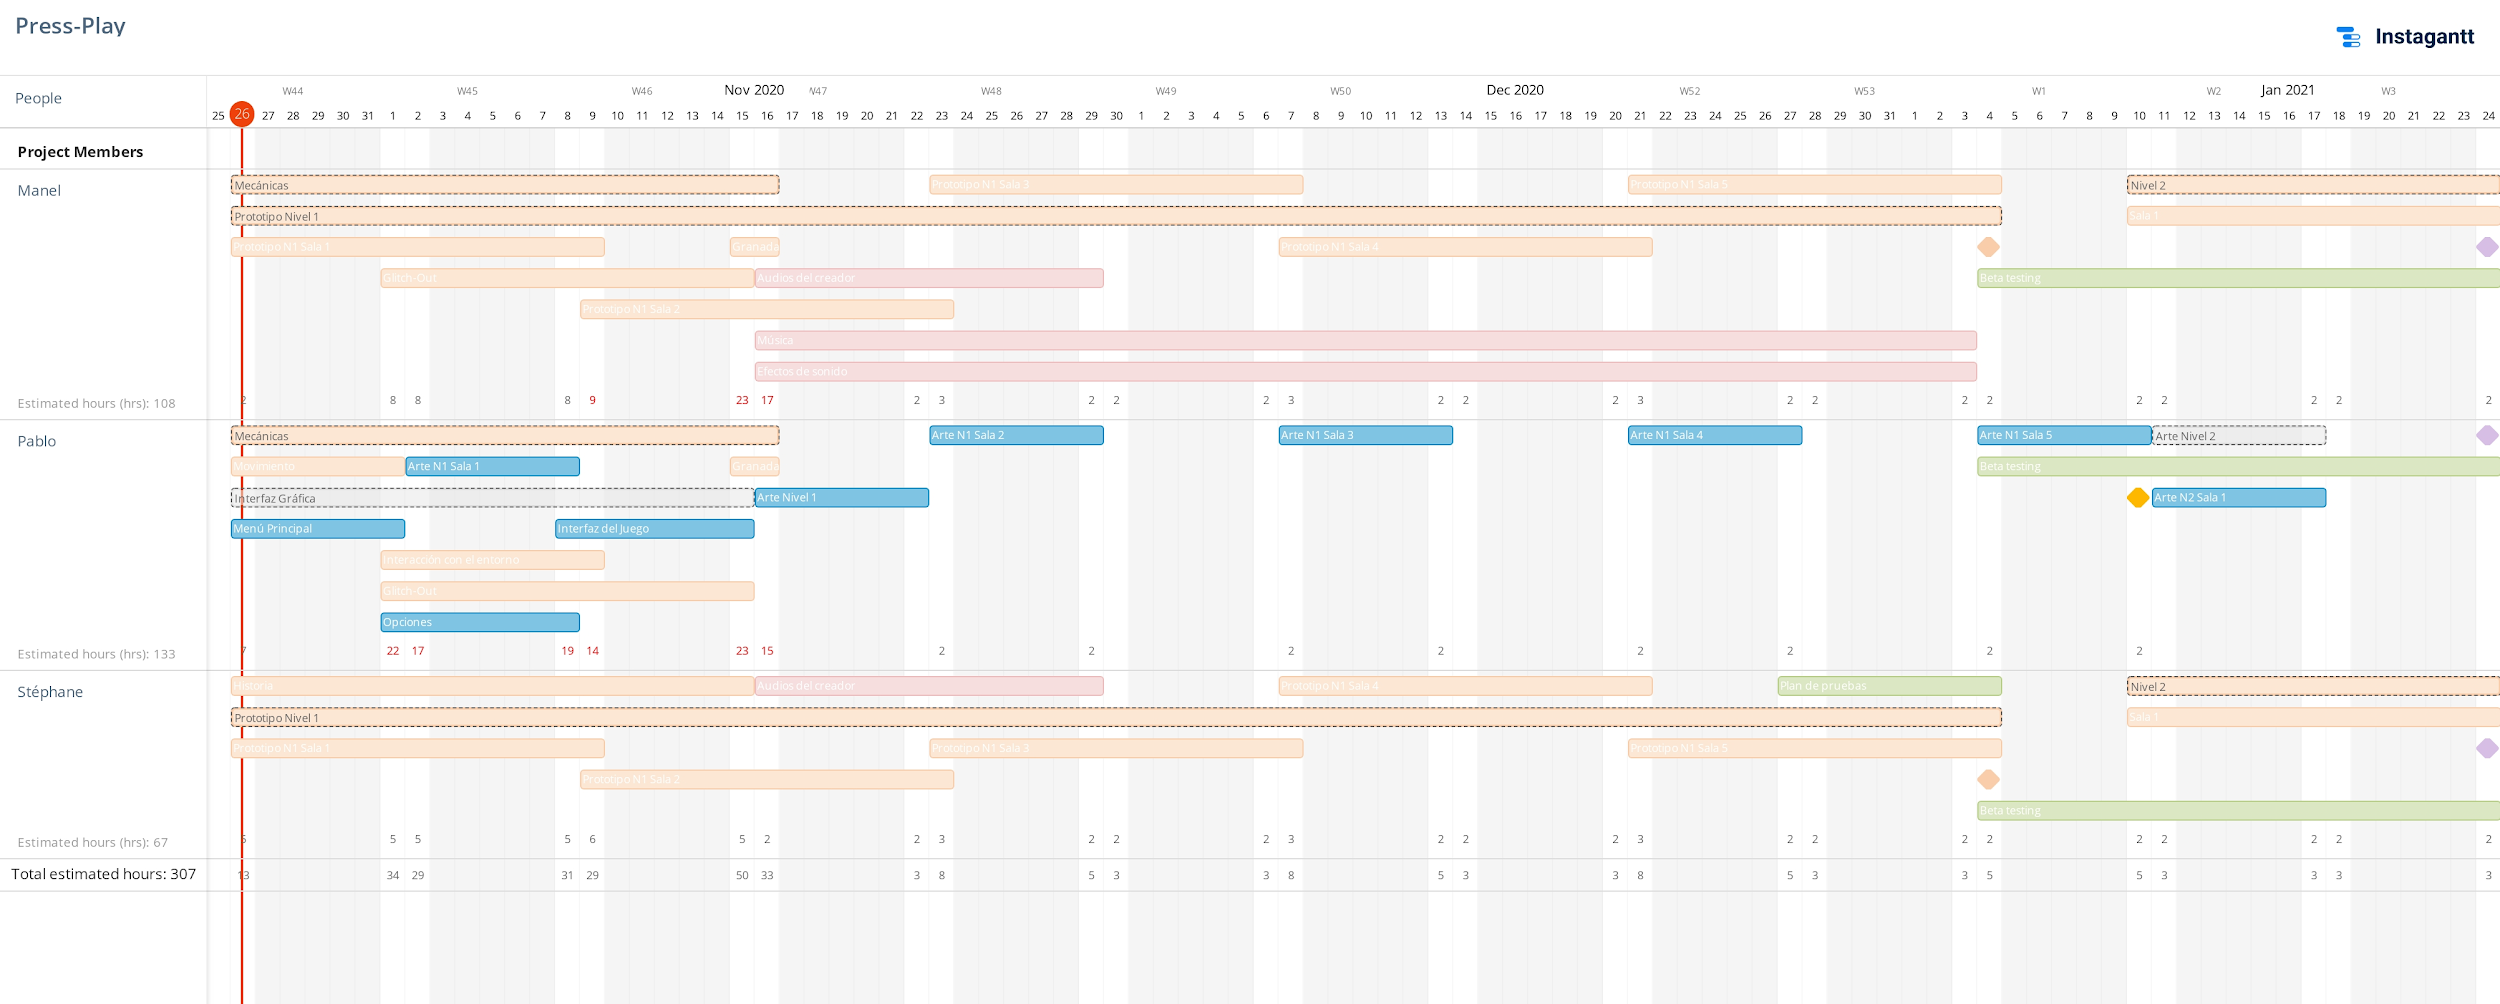 Press-Play
Instagantt
People
W44 W45 W46 Nov 2020 W47 W48 W49 W50 Dec 2020 W52 W53 W1 W2 Jan 2021 W3
25 26 27 28 29 30 31 1 2 3 4 5 6 7 8 9 10 11 12 13 14 15 16 17 18 19 20 21 22 23 24 25 26 27 28 29 30 1 2 3 4 5 6 7 8 9 10 11 12 13 14 15 16 17 18 19 20 21 22 23 24 25 26 27 28 29 30 31 1 2 3 4 5 6 7 8 9 10 11 12 13 14 15 16 17 18 19 20 21 22 23 24
Project Members
Manel
Mecánicas Prototipo N1 Sala 3 Prototipo N1 Sala 5 Nivel 2
Prototipo Nivel 1 Sala 1
Prototipo N1 Sala 1 Granada Prototipo N1 Sala 4
Glitch-Out Audios del creador Beta testing
Prototipo N1 Sala 2
Música
Efectos de sonido
Estimated hours (hrs): 108 2 8 8 8 9 23 17 2 3 2 2 2 3 2 2 2 3 2 2 2 2 2 2 2 2 2
Pablo
Mecánicas Arte N1 Sala 2 Arte N1 Sala 3 Arte N1 Sala 4 Arte N1 Sala 5 Arte Nivel 2
Movimiento Arte N1 Sala 1 Granada Beta testing
Interfaz Gráfica Arte Nivel 1 Arte N2 Sala 1
Menú Principal Interfaz del Juego
Interacción con el entorno
Glitch-Out
Opciones
Estimated hours (hrs): 133 7 22 17 19 14 23 15 2 2 2 2 2 2 2 2
Stéphane
Historia Audios del creador Prototipo N1 Sala 4 Plan de pruebas Nivel 2
Prototipo Nivel 1 Sala 1
Prototipo N1 Sala 1 Prototipo N1 Sala 3 Prototipo N1 Sala 5
Prototipo N1 Sala 2
Beta testing
Estimated hours (hrs): 67 5 5 5 5 6 5 2 2 3 2 2 2 3 2 2 2 3 2 2 2 2 2 2 2 2 2
Total estimated hours: 307 13 34 29 31 29 50 33 3 8 5 3 3 8 5 3 3 8 5 3 3 5 5 3 3 3 3